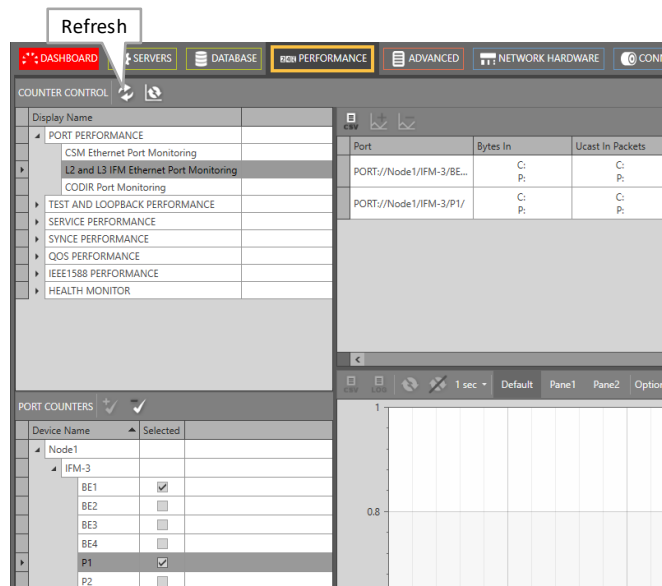 Refresh
DASHBOARD SERVERS DATABASE PERFORMANCE ADVANCED NETWORK HARDWARE CONN
COUNTER CONTROL
Display Name
PORT PERFORMANCE
CSM Ethernet Port Monitoring
L2 and L3 IFM Ethernet Port Monitoring
CODIR Port Monitoring
TEST AND LOOPBACK PERFORMANCE
SERVICE PERFORMANCE
SYNCE PERFORMANCE
QOS PERFORMANCE
IEEE1588 PERFORMANCE
HEALTH MONITOR
CSV
Port Bytes In Ucast In Packets
PORT://Node1/IFM-3/BE... C: C:
P: P:
PORT://Node1/IFM-3/P1/ C: C:
P: P:
CSV LOG 1 sec Default Pane1 Pane2 Option
1
0.8
PORT COUNTERS
Device Name Selected
Node1
IFM-3
BE1
BE2
BE3
BE4
P1
P2